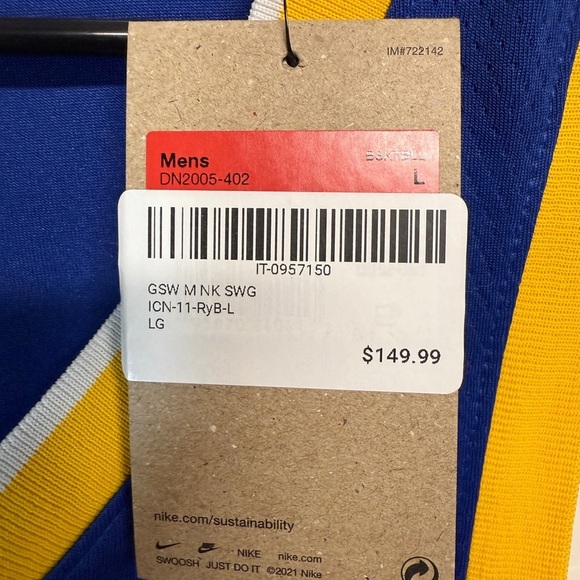 IM#722142
Mens
BSKTBLL
DN2005-402
L
IT-0957150
GSW M NK SWG
ICN-11-RyB-L
LG
$149.99
nike.com/sustainability
NIKE nike.com
SWOOSH JUST DO IT ©2021 Nike